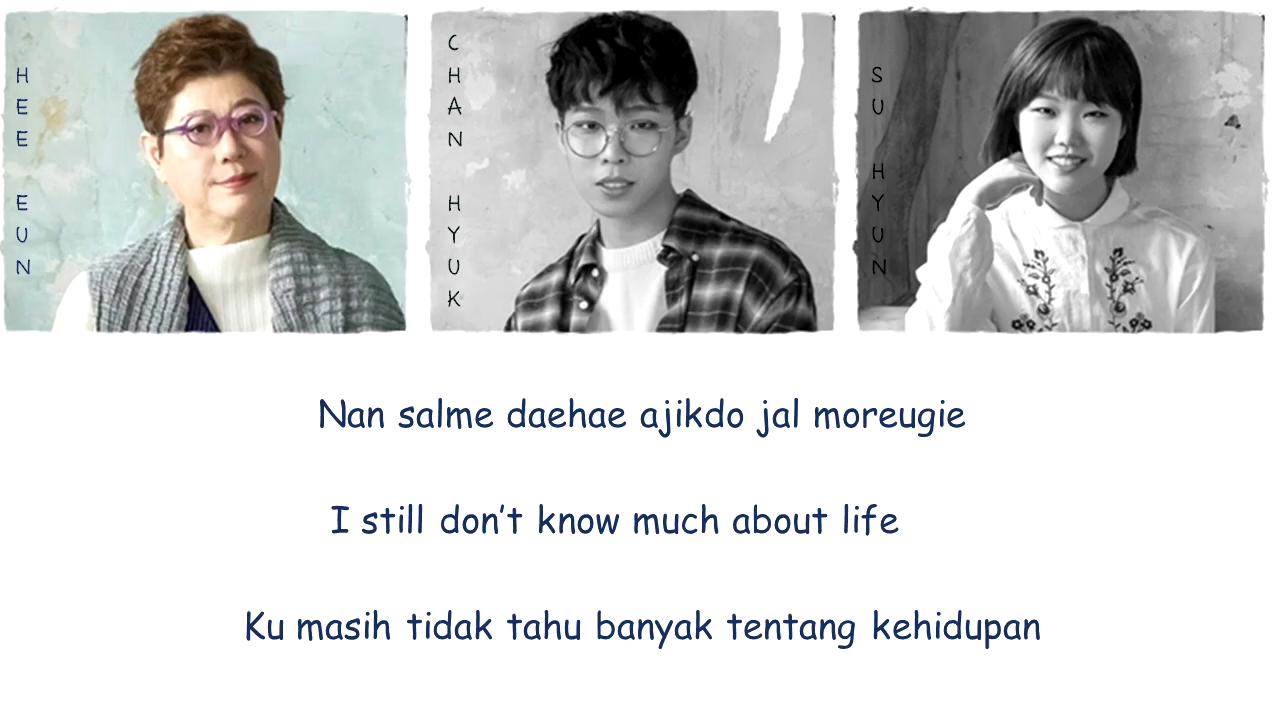 HEE EUN
CHAN HYUK
SU HYUN
Nan salme daehae ajikdo jal moreugie
I still don't know much about life
Ku masih tidak tahu banyak tentang kehidupan